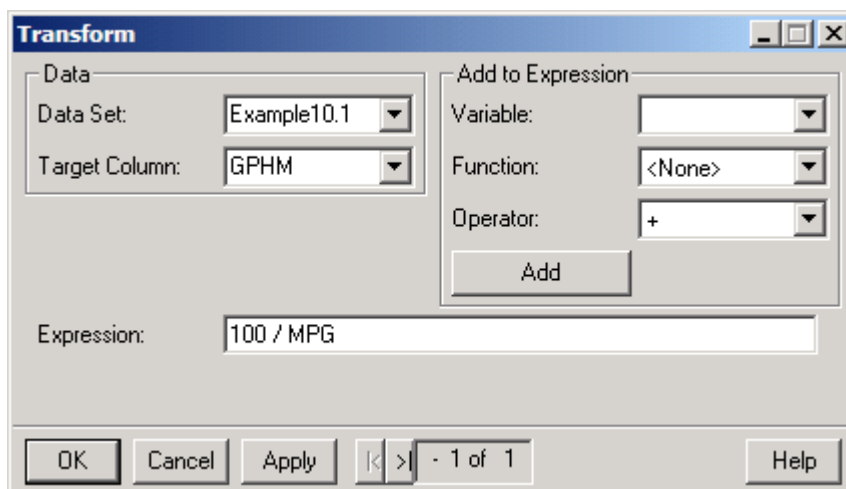 Transform
Data
Data Set: Example10.1
Target Column: GPHM
Add to Expression
Variable:
Function: <None>
Operator: +
Add
Expression: 100 / MPG
OK Cancel Apply |< >| - 1 of 1 Help